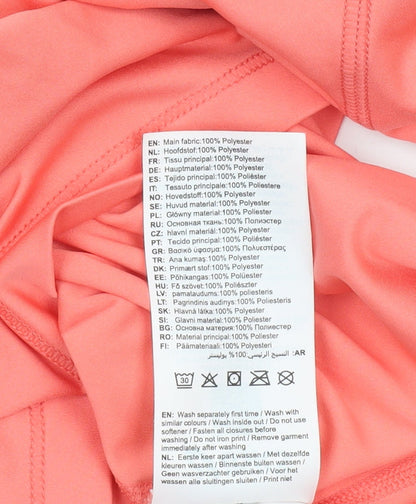 EN: Main fabric:100% Polyester
NL: Hoofdstof:100% Polyester
FR: Tissu principal:100% Polyester
DE: Hauptmaterial:100% Polyester
ES: Tejido principal:100% Polyester
IT: Tessuto principale:100% Polyester
NO: Hovedstoff:100% Polyester
SE: Huvud material:100% Polyester
PL: Główny material:100% Polyester
RU: Основная ткань:100% Полиэстер
CZ: hlavní materiál:100% Polyester
PT: Tecido principal:100% Poliéster
GR: Βασικό ύφασμα:100% Πολυεστέρας
TR: Ana kumaş:100% Polyester
DK: Primært stof:100% Polyester
EE: Põhikangas:100% Polüester
HU: Fő szövet:100% Poliészter
LV: pamataudums:100% poliesteris
LT: Pagrindinis audinys:100% Poliesteris
SK: Hlavná látka:100% Polyester
SI: Glavni material:100% Polyester
BG: Основна материя:100% Полиестер
RO: Material principal:100% Polyester
FI: Päämateriaali:100% Polyesteri
AR: النسيج الرئيسي:100% بوليستر
30
EN: Wash separately first time / Wash with
similar colours / Wash inside out / Do not use
softener / Fasten all closures before
washing / Do not iron print / Remove garment
immediately after washing.
NL: Eerste keer apart wassen / Met dezelfde
kleuren wassen / Binnenste buiten wassen /
Geen wasverzachter gebruiken / Voor het
wassen alle sluitingen sluiten / Print niet